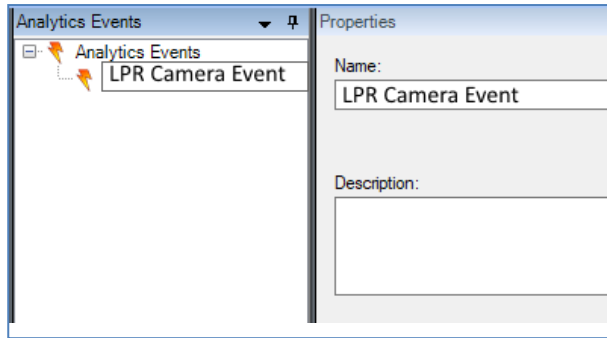 Analytics Events
Analytics Events
LPR Camera Event
Properties
Name:
LPR Camera Event
Description: